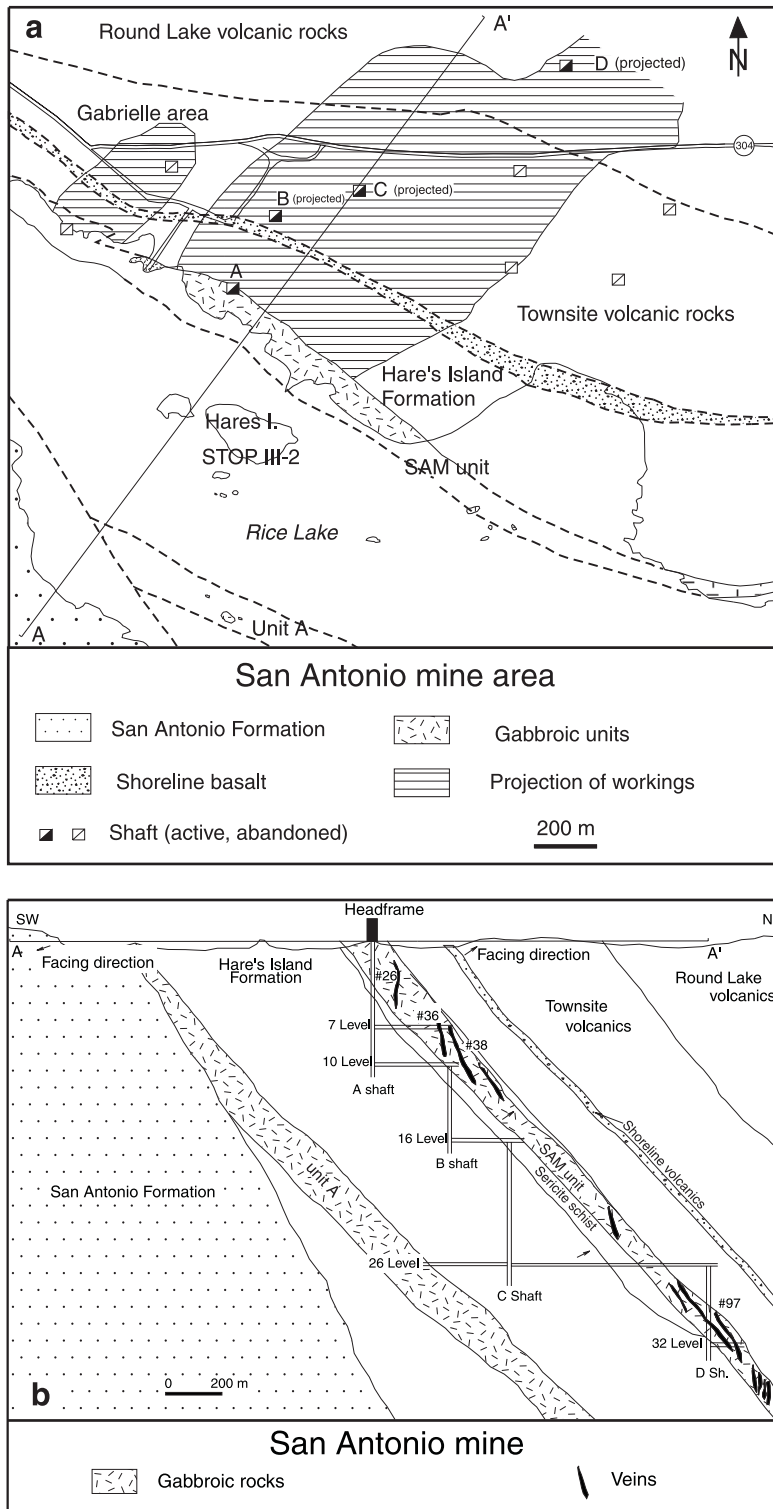 a
Round Lake volcanic rocks
A'
N
D (projected)
Gabrielle area
304
B (projected)
C (projected)
A
Townsite volcanic rocks
Hare's Island
Formation
Hares I.
STOP III-2
SAM unit
Rice Lake
Unit A
A
San Antonio mine area
San Antonio Formation
Gabbroic units
Shoreline basalt
Projection of workings
Shaft (active, abandoned)
200 m
SW
Headframe
N
A
A'
Facing direction
Hare's Island
Formation
Facing direction
Round Lake
volcanics
Townsite
volcanics
#26
#36
#38
7 Level
10 Level
A shaft
16 Level
B shaft
SAM unit
Sericite schist
Shoreline volcanics
unit A
San Antonio Formation
26 Level
C Shaft
#97
32 Level
D Sh.
0 200 m
b
San Antonio mine
Gabbroic rocks
Veins